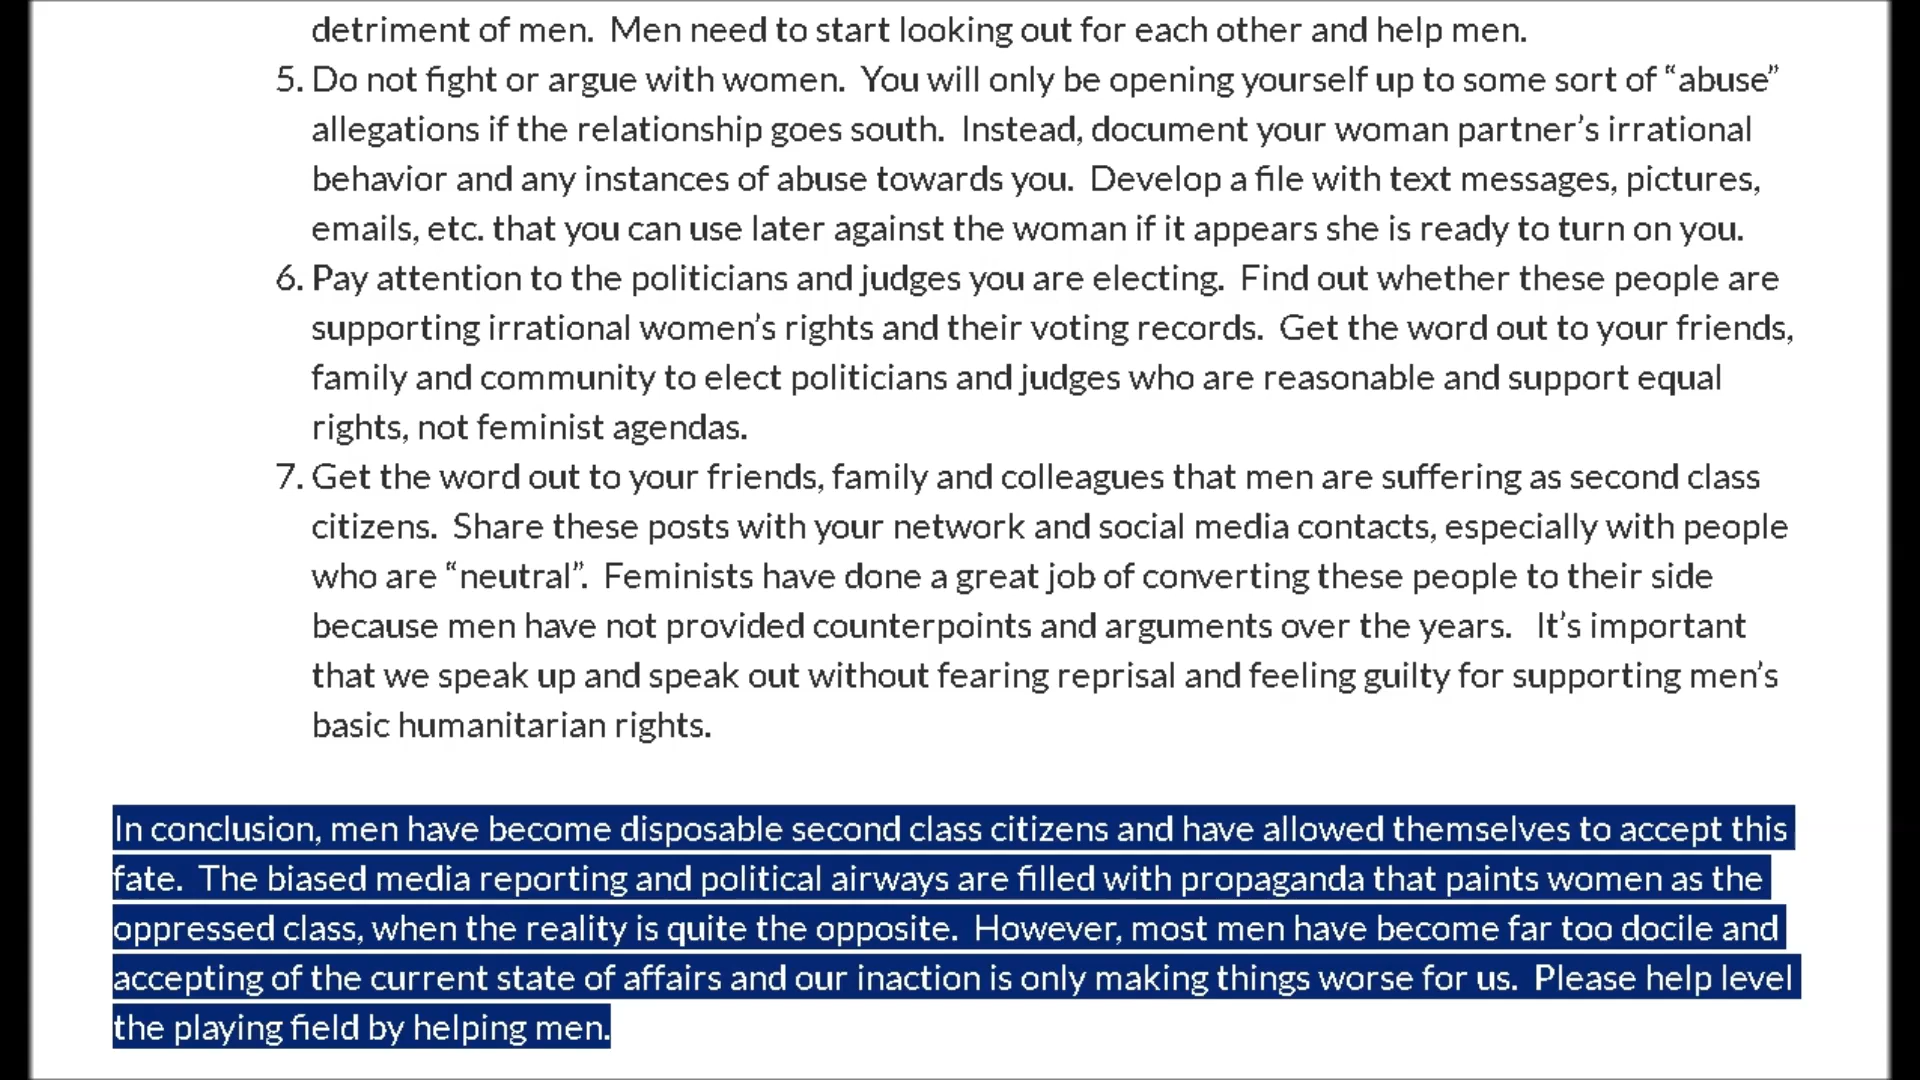 detriment of men.  Men need to start looking out for each other and help men.
5. Do not fight or argue with women.  You will only be opening yourself up to some sort of “abuse”
allegations if the relationship goes south.  Instead, document your woman partner’s irrational
behavior and any instances of abuse towards you.  Develop a file with text messages, pictures,
emails, etc. that you can use later against the woman if it appears she is ready to turn on you.
6. Pay attention to the politicians and judges you are electing.  Find out whether these people are
supporting irrational women’s rights and their voting records.  Get the word out to your friends,
family and community to elect politicians and judges who are reasonable and support equal
rights, not feminist agendas.
7. Get the word out to your friends, family and colleagues that men are suffering as second class
citizens.  Share these posts with your network and social media contacts, especially with people
who are “neutral”.  Feminists have done a great job of converting these people to their side
because men have not provided counterpoints and arguments over the years.   It’s important
that we speak up and speak out without fearing reprisal and feeling guilty for supporting men’s
basic humanitarian rights.
In conclusion, men have become disposable second class citizens and have allowed themselves to accept this
fate.  The biased media reporting and political airways are filled with propaganda that paints women as the
oppressed class, when the reality is quite the opposite.  However, most men have become far too docile and
accepting of the current state of affairs and our inaction is only making things worse for us.  Please help level
the playing field by helping men.